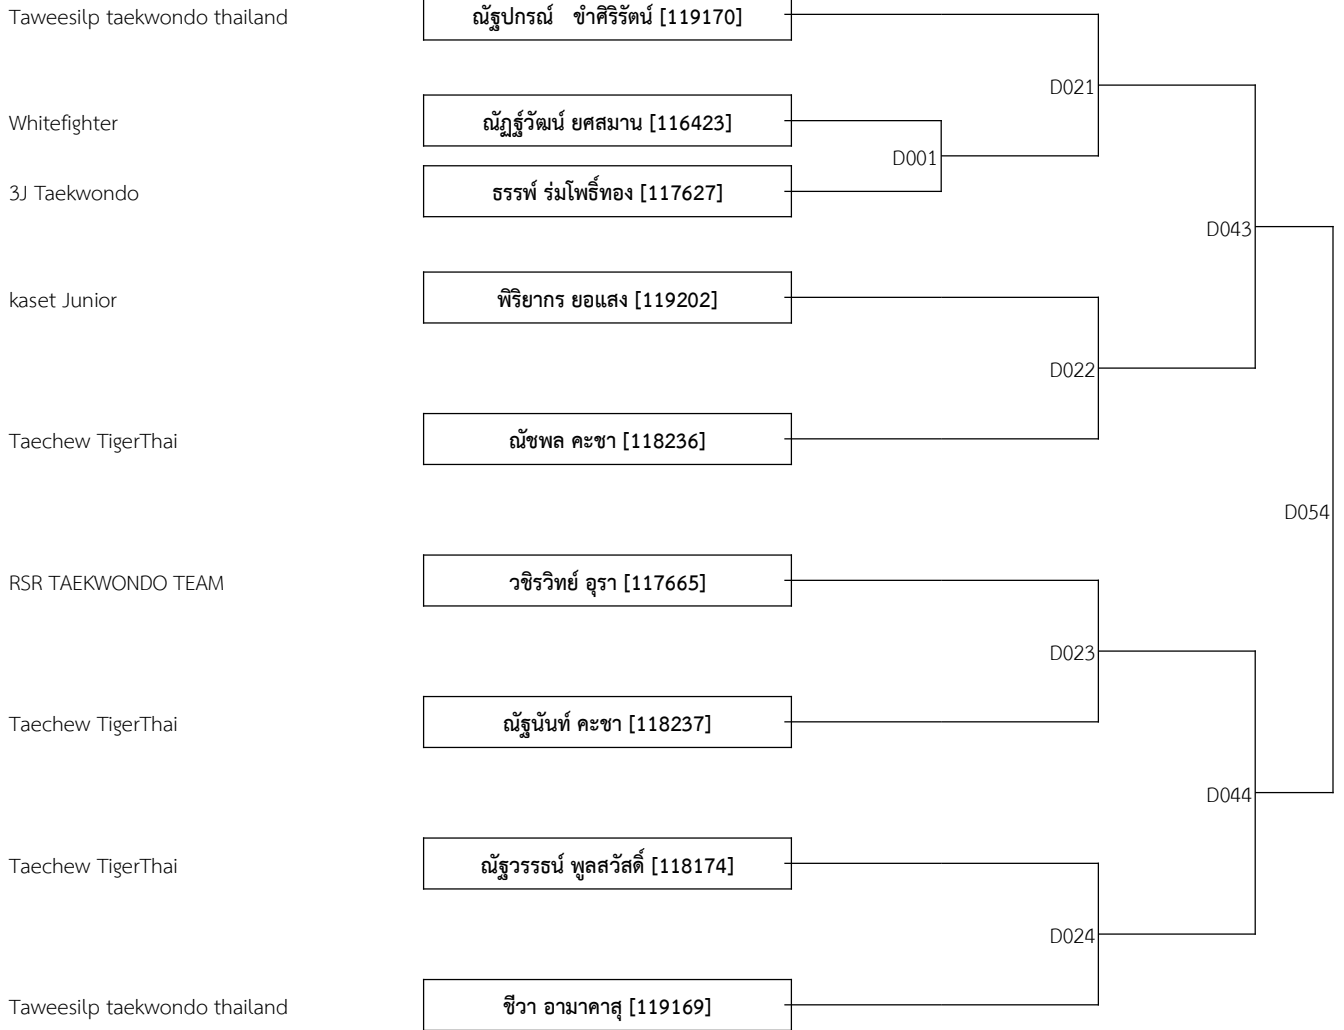 Taweesilp taekwondo thailand ณัฐปกรณ์ ขำศิริรัตน์ [119170]
D021
Whitefighter ณัฏฐ์วัฒน์ ยศสมาน [116423]
D001
3J Taekwondo ธรรพ์ ร่มโพธิ์ทอง [117627]
D043
kaset Junior พิริยากร ยอแสง [119202]
D022
Taechew TigerThai ณัชพล คะชา [118236]
D054
RSR TAEKWONDO TEAM วชิรวิทย์ อุรา [117665]
D023
Taechew TigerThai ณัฐนันท์ คะชา [118237]
D044
Taechew TigerThai ณัฐวรรธน์ พูลสวัสดิ์ [118174]
D024
Taweesilp taekwondo thailand ชีวา อามาคาสุ [119169]